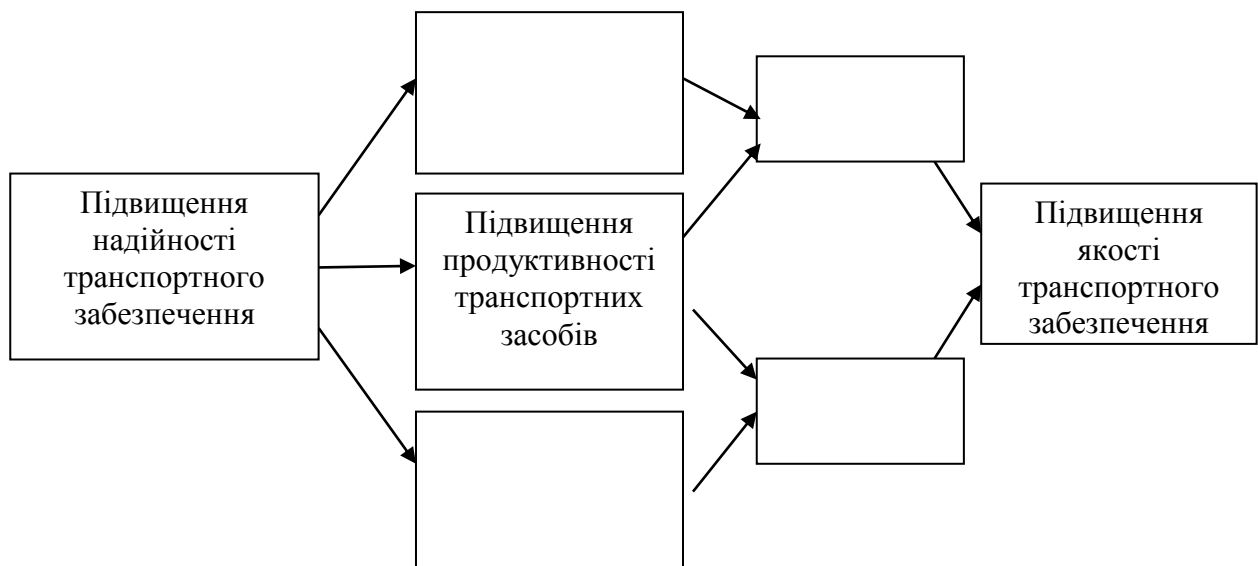 Підвищення
надійності
транспортного
забезпечення
Підвищення
продуктивності
транспортних
засобів
Підвищення
якості
транспортного
забезпечення